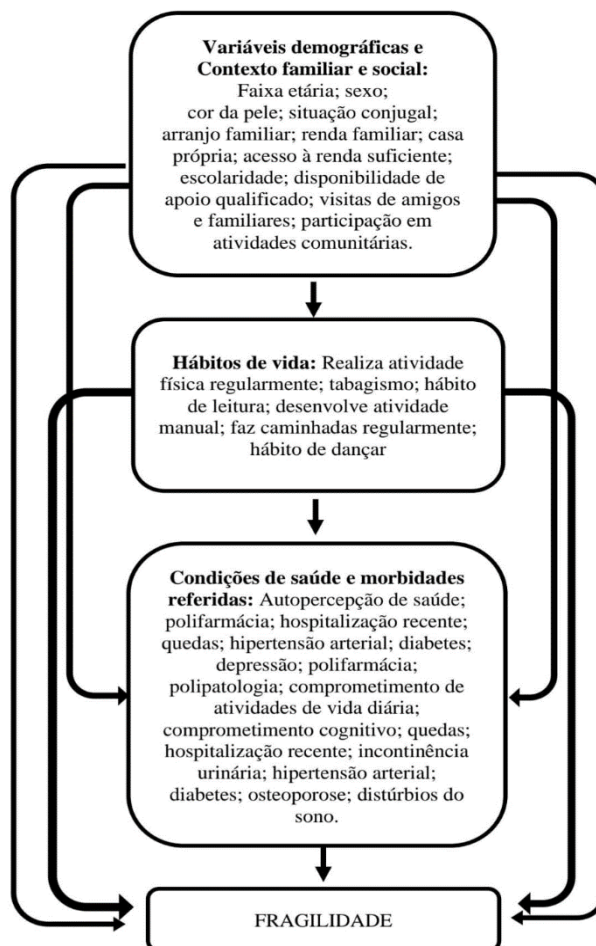 Variáveis demográficas e
Contexto familiar e social:
Faixa etária; sexo;
cor da pele; situação conjugal;
arranjo familiar; renda familiar; casa
própria; acesso à renda suficiente;
escolaridade; disponibilidade de
apoio qualificado; visitas de amigos
e familiares; participação em
atividades comunitárias.
Hábitos de vida: Realiza atividade
física regularmente; tabagismo; hábito
de leitura; desenvolve atividade
manual; faz caminhadas regularmente;
hábito de dançar
Condições de saúde e morbidades
referidas: Autopercepção de saúde;
polifarmácia; hospitalização recente;
quedas; hipertensão arterial; diabetes;
depressão; polifarmácia;
polipatologia; comprometimento de
atividades de vida diária;
comprometimento cognitivo; quedas;
hospitalização recente; incontinência
urinária; hipertensão arterial;
diabetes; osteoporose; distúrbios do
sono.
FRAGILIDADE